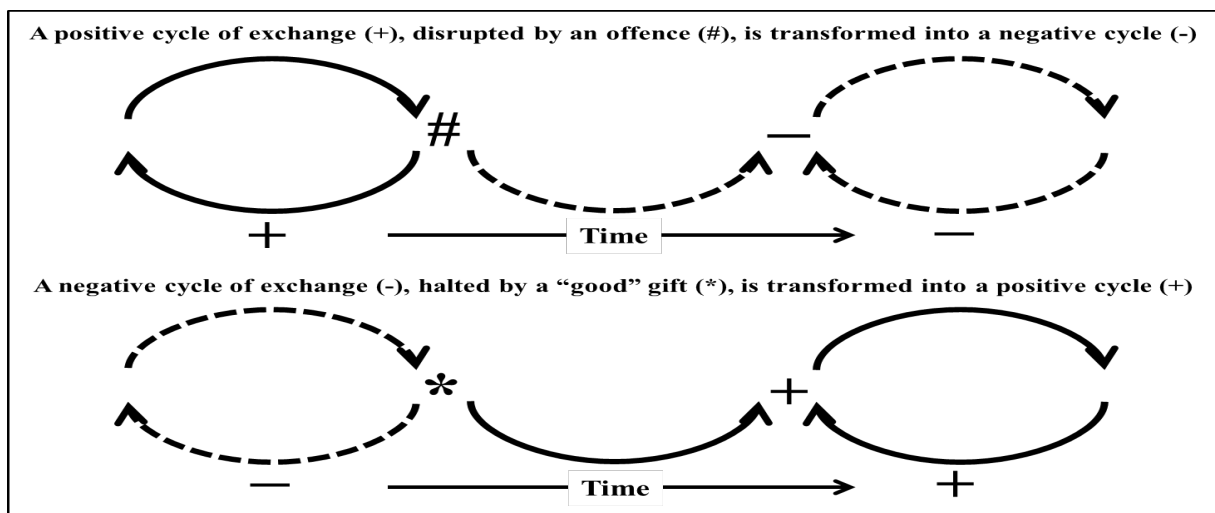 A positive cycle of exchange (+), disrupted by an offence (#), is transformed into a negative cycle (-)
# —
+ Time —
A negative cycle of exchange (-), halted by a “good” gift (*), is transformed into a positive cycle (+)
* +
— Time +